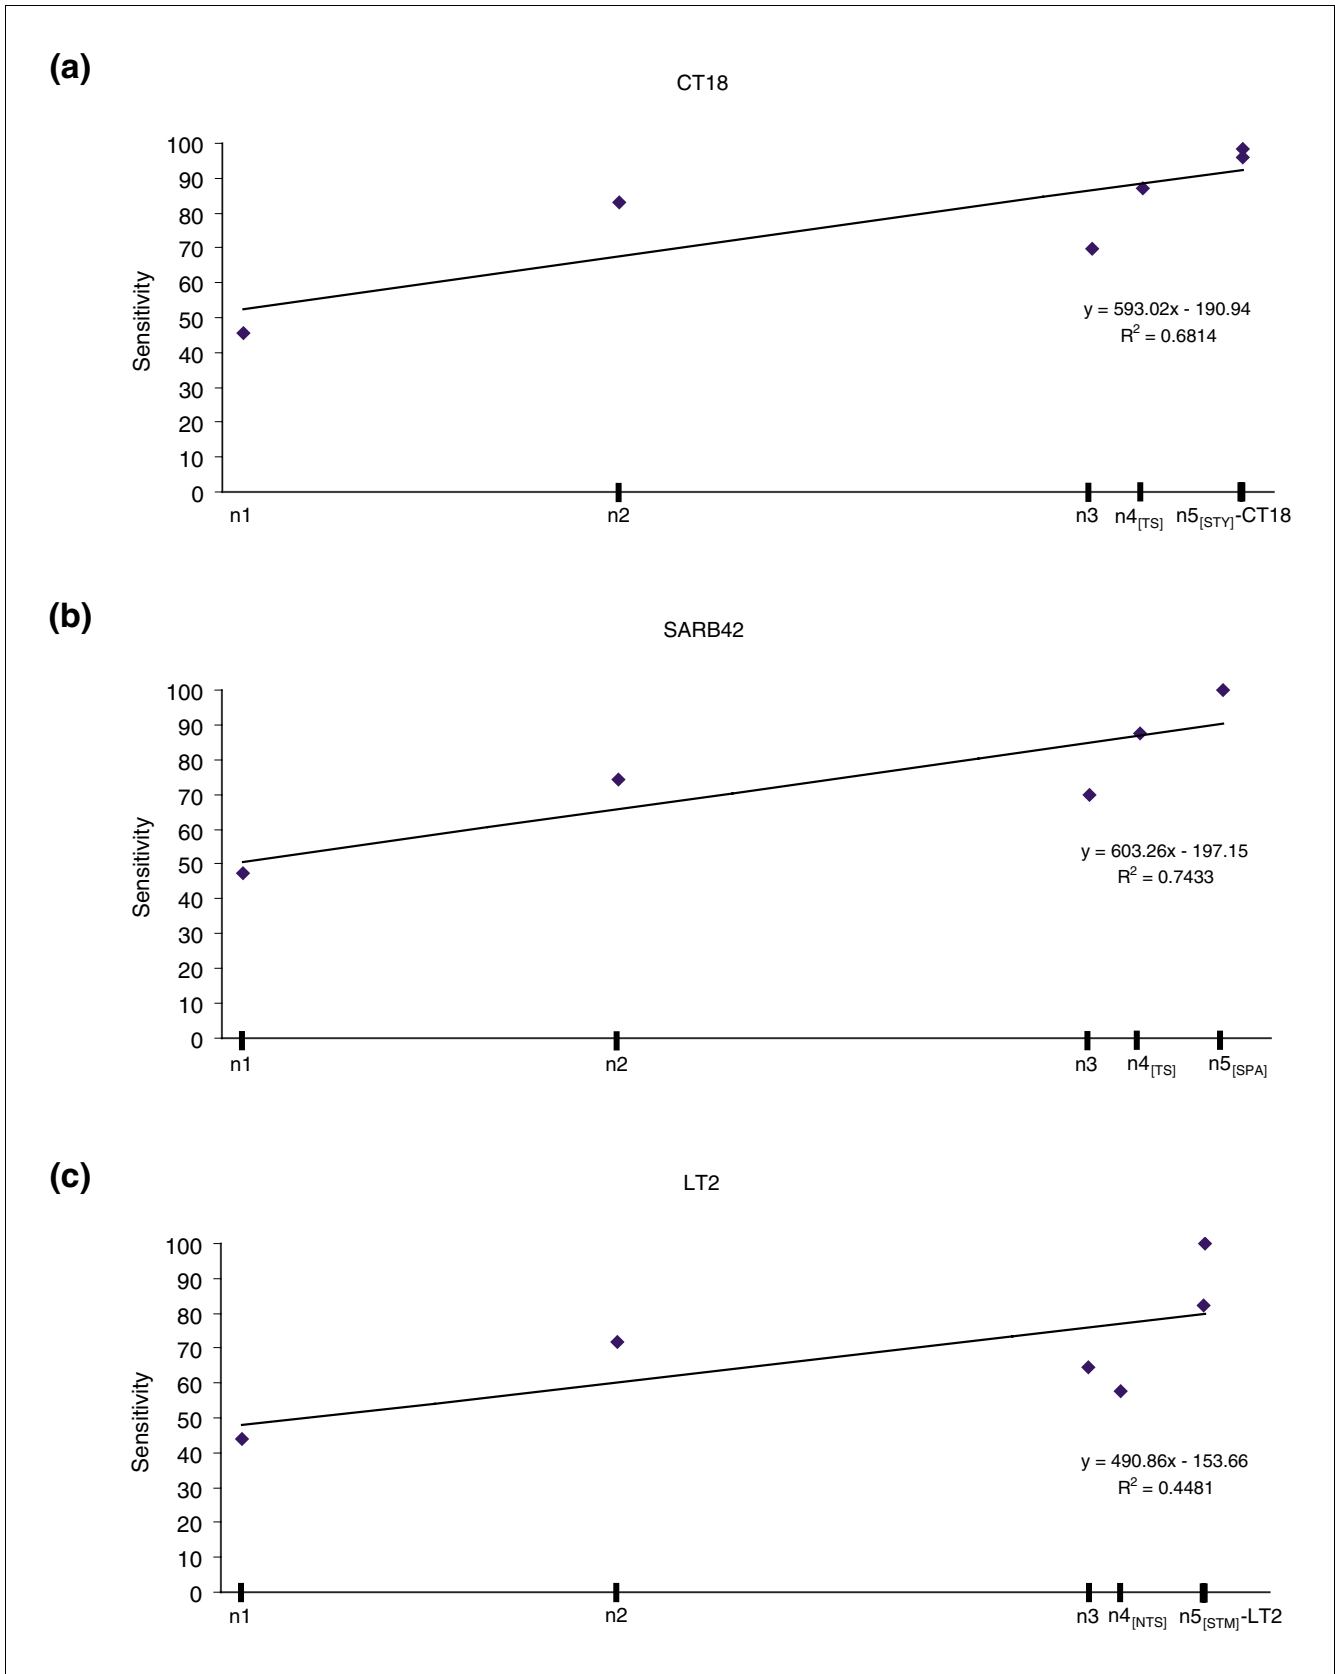 (a)
CT18
100
90
80
70
60
50
40
30
20
10
0
Sensitivity
y = 593.02x - 190.94
R² = 0.6814
n1 n2 n3 n4[TS] n5[STY]-CT18
(b)
SARB42
100
90
80
70
60
50
40
30
20
10
0
Sensitivity
y = 603.26x - 197.15
R² = 0.7433
n1 n2 n3 n4[TS] n5[SPA]
(c)
LT2
100
90
80
70
60
50
40
30
20
10
0
Sensitivity
y = 490.86x - 153.66
R² = 0.4481
n1 n2 n3 n4[NTS] n5[STM]-LT2